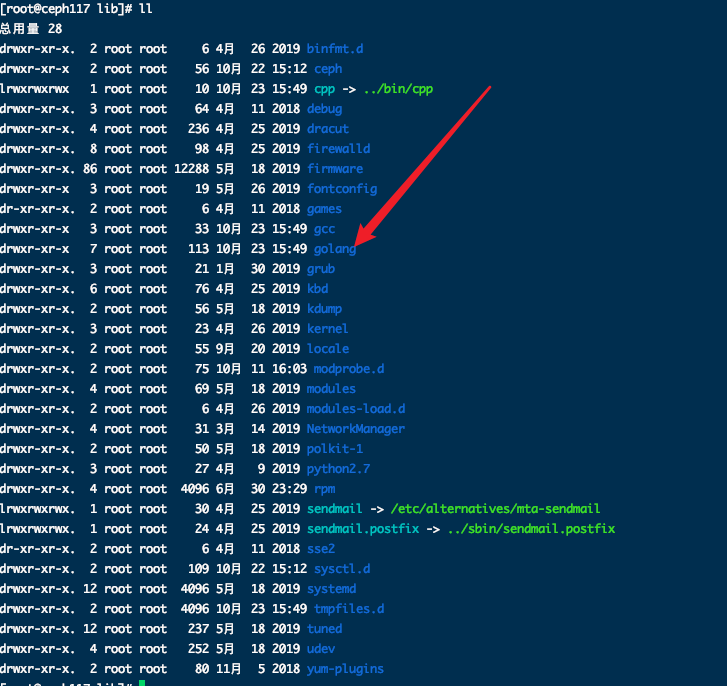 [root@ceph117 lib]# ll
总用量 28
drwxr-xr-x. 2 root root 6 4月 26 2019 binfmt.d
drwxr-xr-x 2 root root 56 10月 22 15:12 ceph
lrwxrwxrwx 1 root root 10 10月 23 15:49 cpp -> ../bin/cpp
drwxr-xr-x. 3 root root 64 4月 11 2018 debug
drwxr-xr-x. 4 root root 236 4月 25 2019 dracut
drwxr-xr-x. 8 root root 98 4月 25 2019 firewalld
drwxr-xr-x. 86 root root 12288 5月 18 2019 firmware
drwxr-xr-x 3 root root 19 5月 26 2019 fontconfig
dr-xr-xr-x. 2 root root 6 4月 11 2018 games
drwxr-xr-x 3 root root 33 10月 23 15:49 gcc
drwxr-xr-x 7 root root 113 10月 23 15:49 golang
drwxr-xr-x. 3 root root 21 1月 30 2019 grub
drwxr-xr-x. 6 root root 76 4月 25 2019 kbd
drwxr-xr-x. 2 root root 56 5月 18 2019 kdump
drwxr-xr-x. 3 root root 23 4月 26 2019 kernel
drwxr-xr-x. 2 root root 55 9月 20 2019 locale
drwxr-xr-x. 2 root root 75 10月 11 16:03 modprobe.d
drwxr-xr-x. 4 root root 69 5月 18 2019 modules
drwxr-xr-x. 2 root root 6 4月 26 2019 modules-load.d
drwxr-xr-x. 4 root root 31 3月 14 2019 NetworkManager
drwxr-xr-x. 2 root root 50 5月 18 2019 polkit-1
drwxr-xr-x. 3 root root 27 4月 9 2019 python2.7
drwxr-xr-x. 4 root root 4096 6月 30 23:29 rpm
lrwxrwxrwx. 1 root root 30 4月 25 2019 sendmail -> /etc/alternatives/mta-sendmail
lrwxrwxrwx. 1 root root 24 4月 25 2019 sendmail.postfix -> ../sbin/sendmail.postfix
dr-xr-xr-x. 2 root root 6 4月 11 2018 sse2
drwxr-xr-x. 2 root root 109 10月 22 15:12 sysctl.d
drwxr-xr-x. 12 root root 4096 5月 18 2019 systemd
drwxr-xr-x. 2 root root 4096 10月 23 15:49 tmpfiles.d
drwxr-xr-x. 12 root root 237 5月 18 2019 tuned
drwxr-xr-x. 4 root root 252 5月 18 2019 udev
drwxr-xr-x. 2 root root 80 11月 5 2018 yum-plugins
[root@ceph117 lib]#